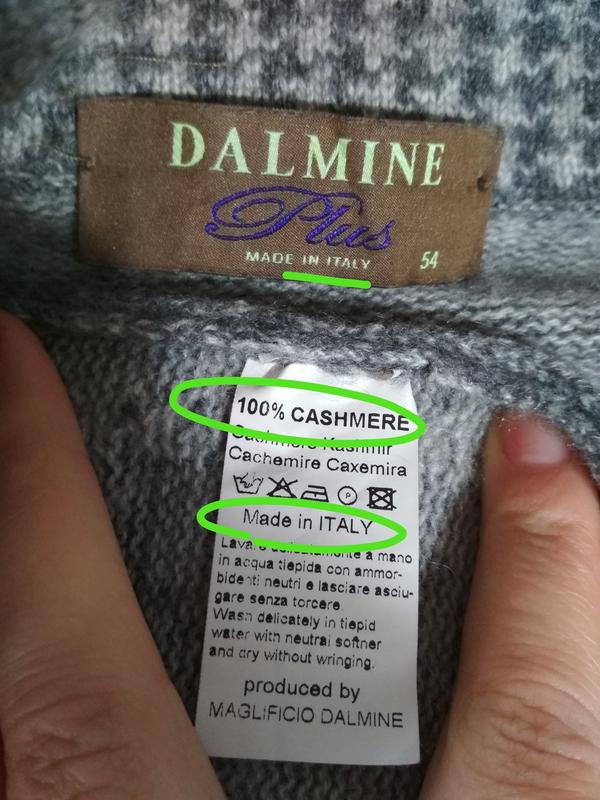 DALMINE
Plus
MADE IN ITALY
54
100% CASHMERE
Cachmere Kashmir
Cachemire Caxemira
P
Made in ITALY
Lavare delicatamente a mano
in acqua tiepida con ammor-
bidenti neutri e lasciare asciu-
gare senza torcere.
Wash delicately in tiepid
water with neutral softner
and dry without wringing.
produced by
MAGLIFICIO DALMINE